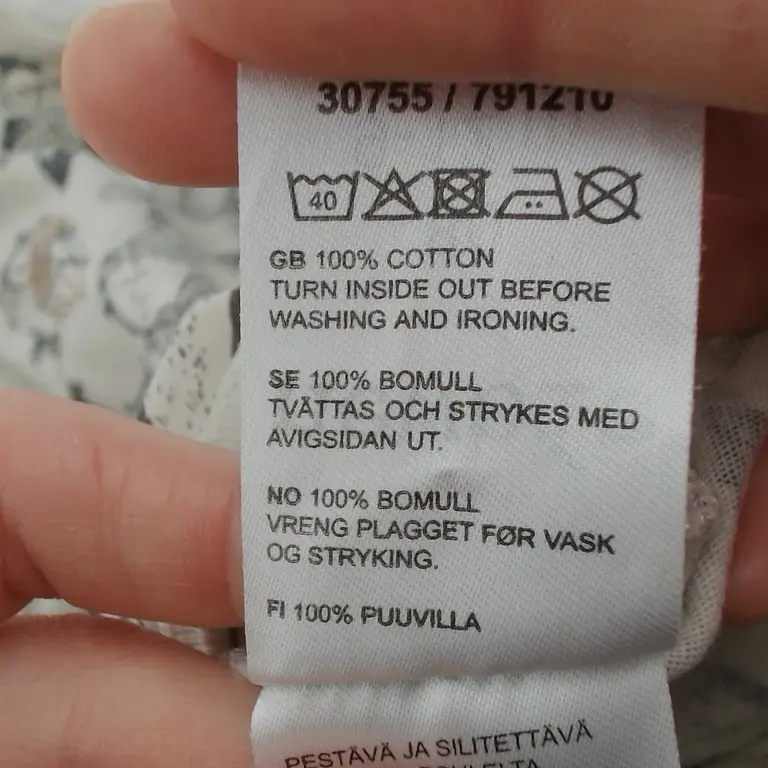 30755 / 791210
40
GB 100% COTTON
TURN INSIDE OUT BEFORE
WASHING AND IRONING.
SE 100% BOMULL
TVÄTTAS OCH STRYKES MED
AVIGSIDAN UT.
NO 100% BOMULL
VRENG PLAGGET FØR VASK
OG STRYKING.
FI 100% PUUVILLA
PESTÄVÄ JA SILITETTÄVÄ